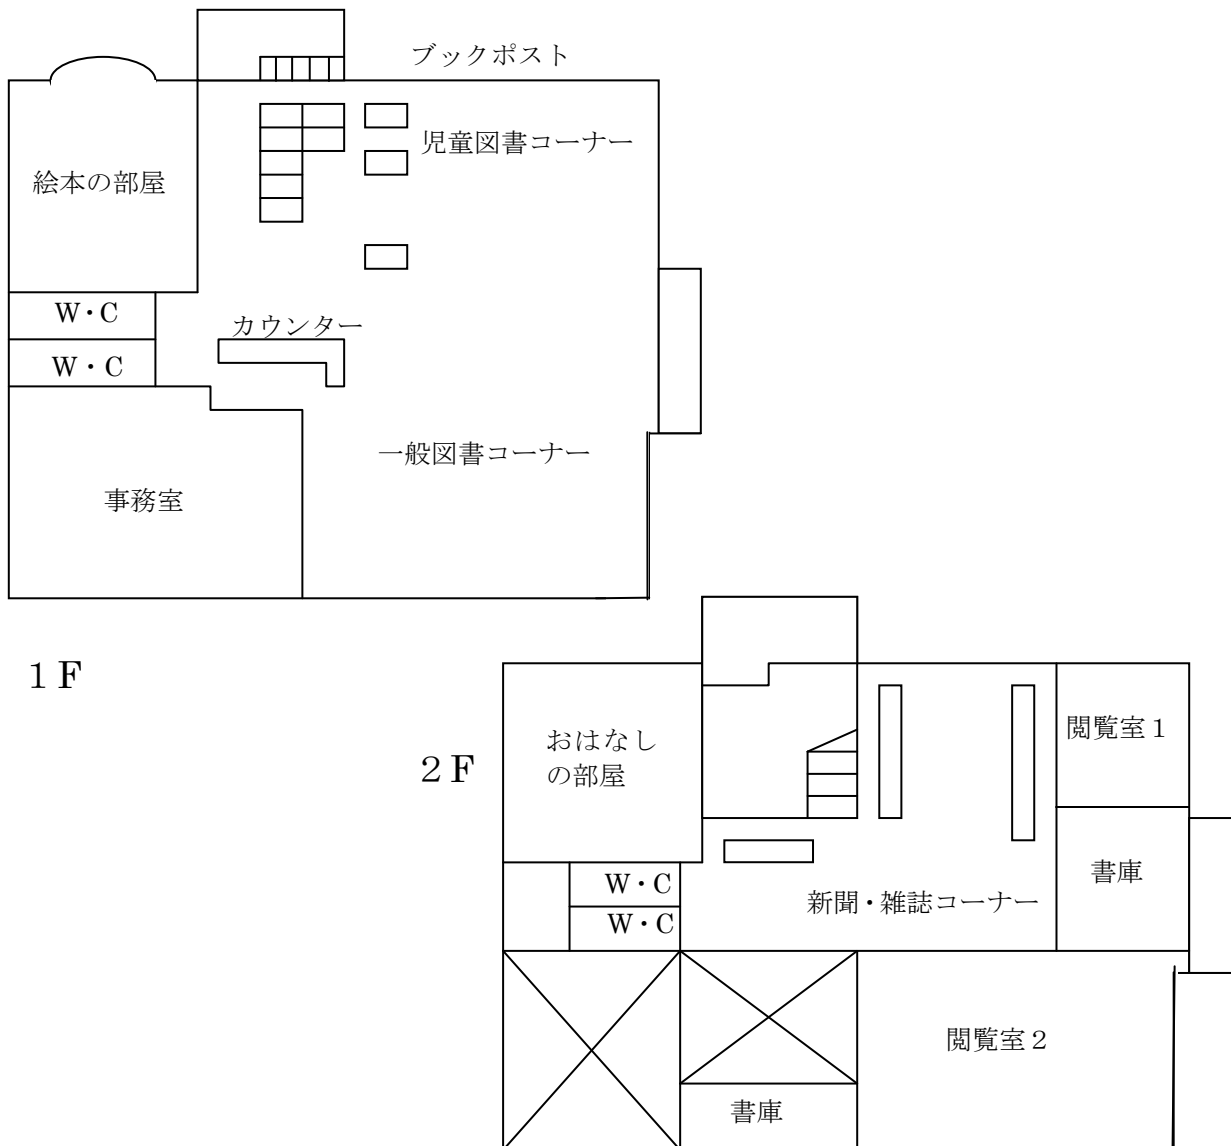 ブックポスト
児童図書コーナー
絵本の部屋
W・C
カウンター
W・C
一般図書コーナー
事務室
１F
２F
おはなし
の部屋
閲覧室１
書庫
W・C
新聞・雑誌コーナー
W・C
閲覧室２
書庫